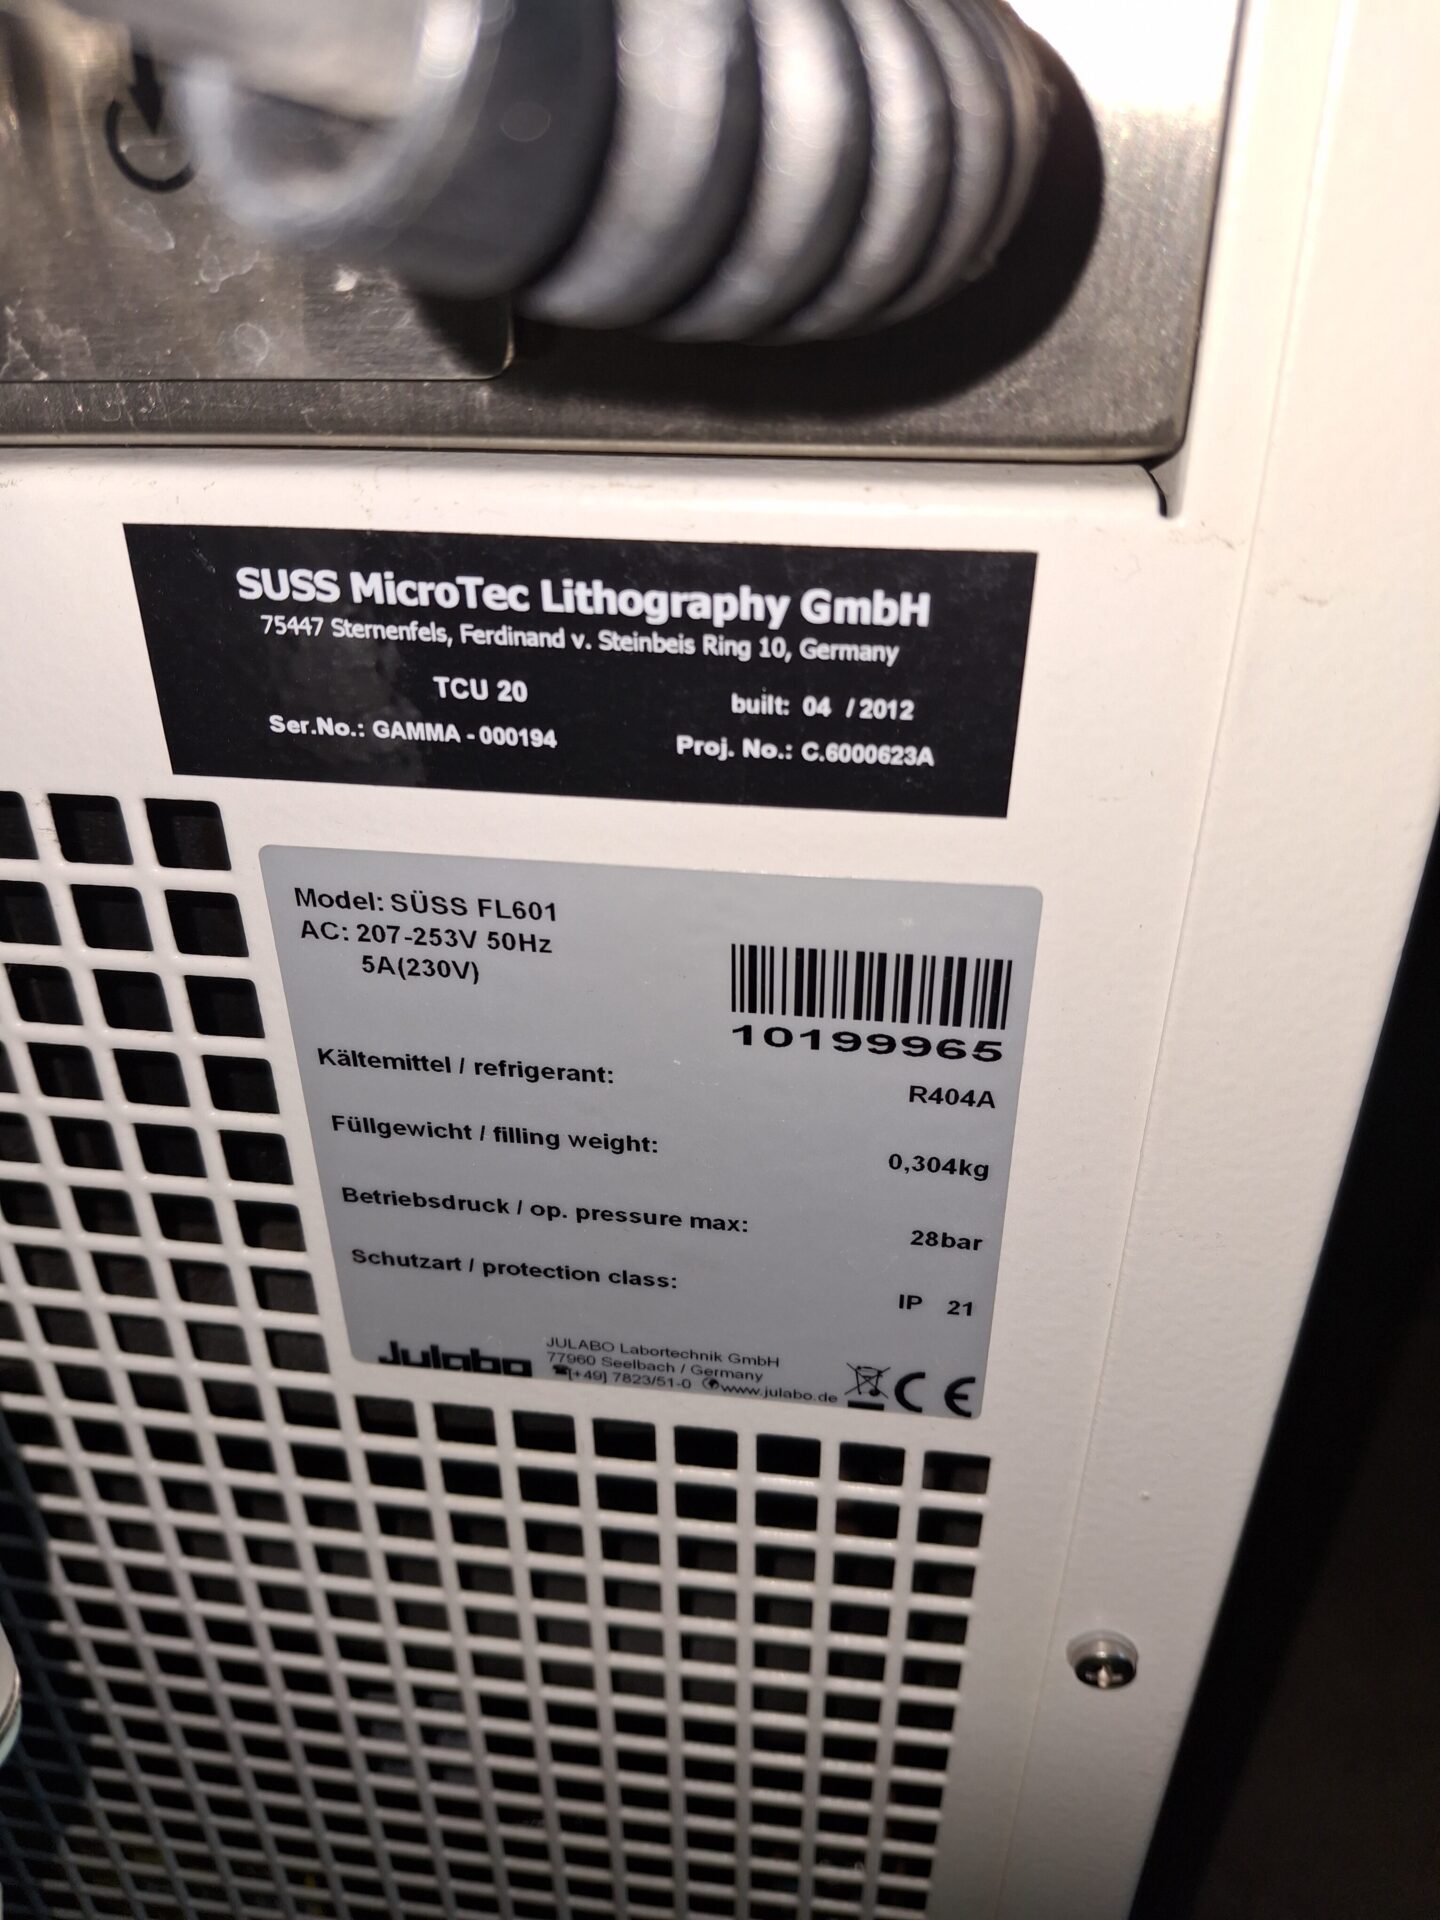 SUSS MicroTec Lithography GmbH
75447 Sternenfels, Ferdinand v. Steinbeis Ring 10, Germany
TCU 20
built: 04 / 2012
Ser.No.: GAMMA - 000194
Proj. No.: C.6000623A
Model: SÜSS FL601
AC: 207-253V 50Hz
5A(230V)
10199965
Kältemittel / refrigerant: R404A
Füllgewicht / filling weight: 0,304kg
Betriebsdruck / op. pressure max: 28bar
Schutzart / protection class: IP 21
Julabo
JULABO Labortechnik GmbH
77960 Seelbach / Germany
☎[+49] 7823/51-0 www.julabo.de
CE